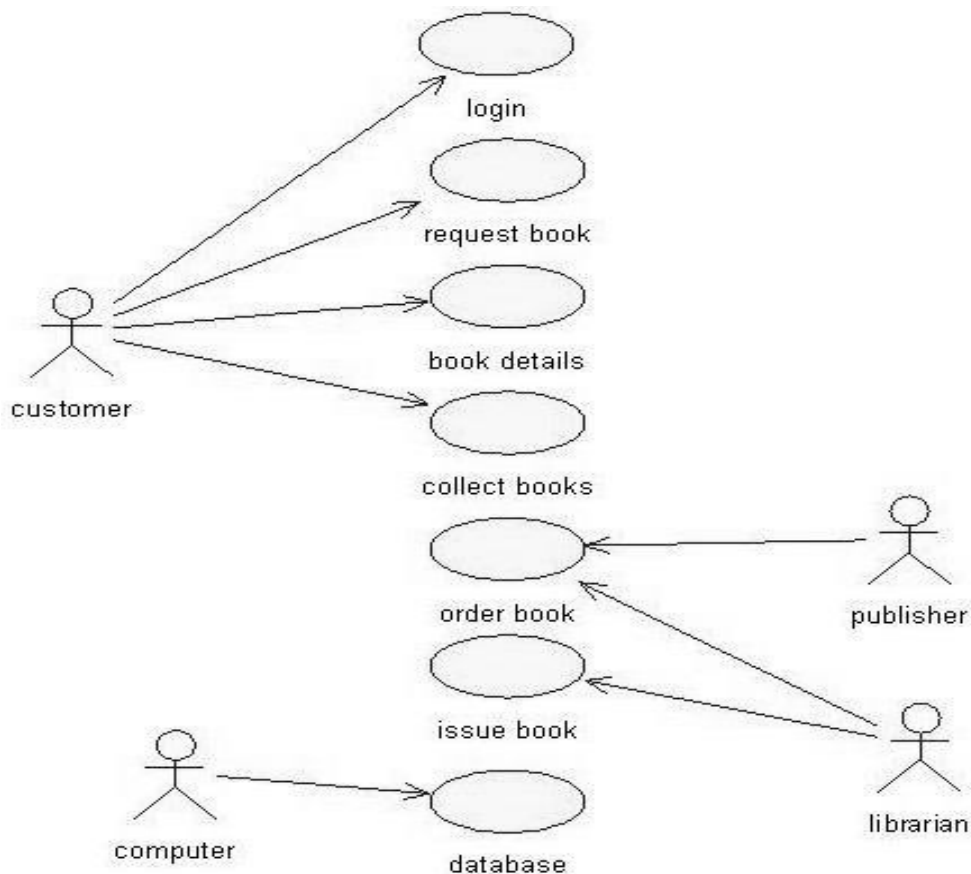 login
request book
book details
customer
collect books
order book
publisher
issue book
librarian
computer
database